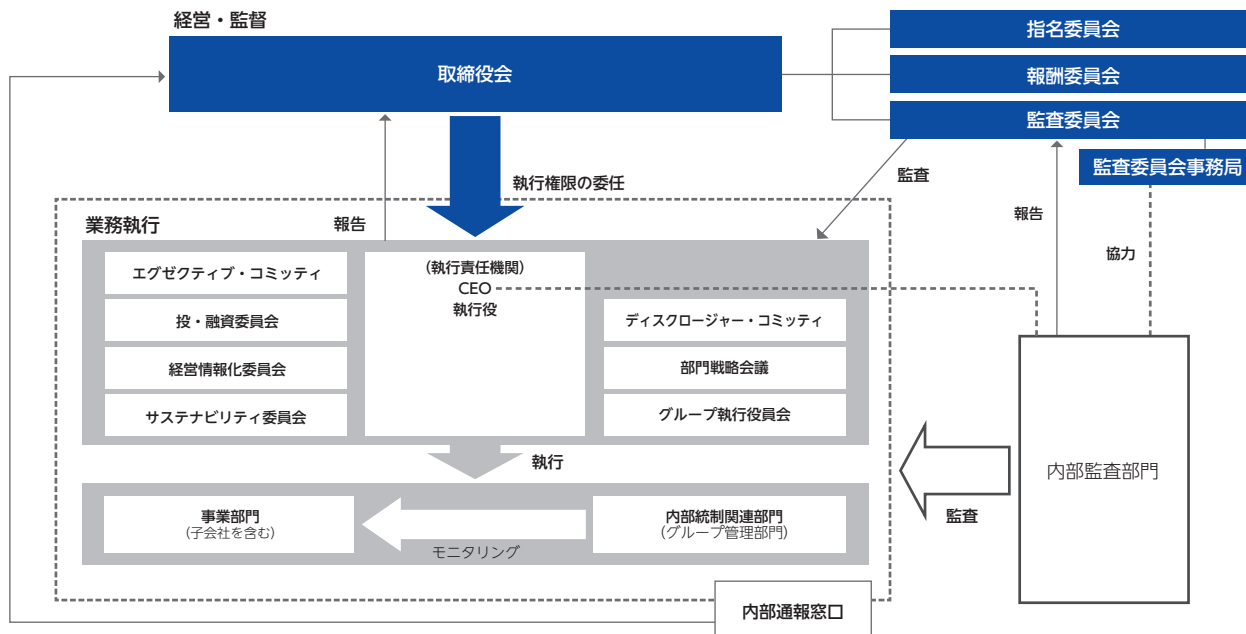 経営・監督
取締役会
指名委員会
報酬委員会
監査委員会
監査委員会事務局
執行権限の委任
監査
報告
協力
業務執行
報告
エグゼクティブ・コミッティ
投・融資委員会
経営情報化委員会
サステナビリティ委員会
(執行責任機関)
CEO
執行役
ディスクロージャー・コミッティ
部門戦略会議
グループ執行役員会
執行
事業部門
(子会社を含む)
モニタリング
内部統制関連部門
(グループ管理部門)
監査
内部監査部門
内部通報窓口